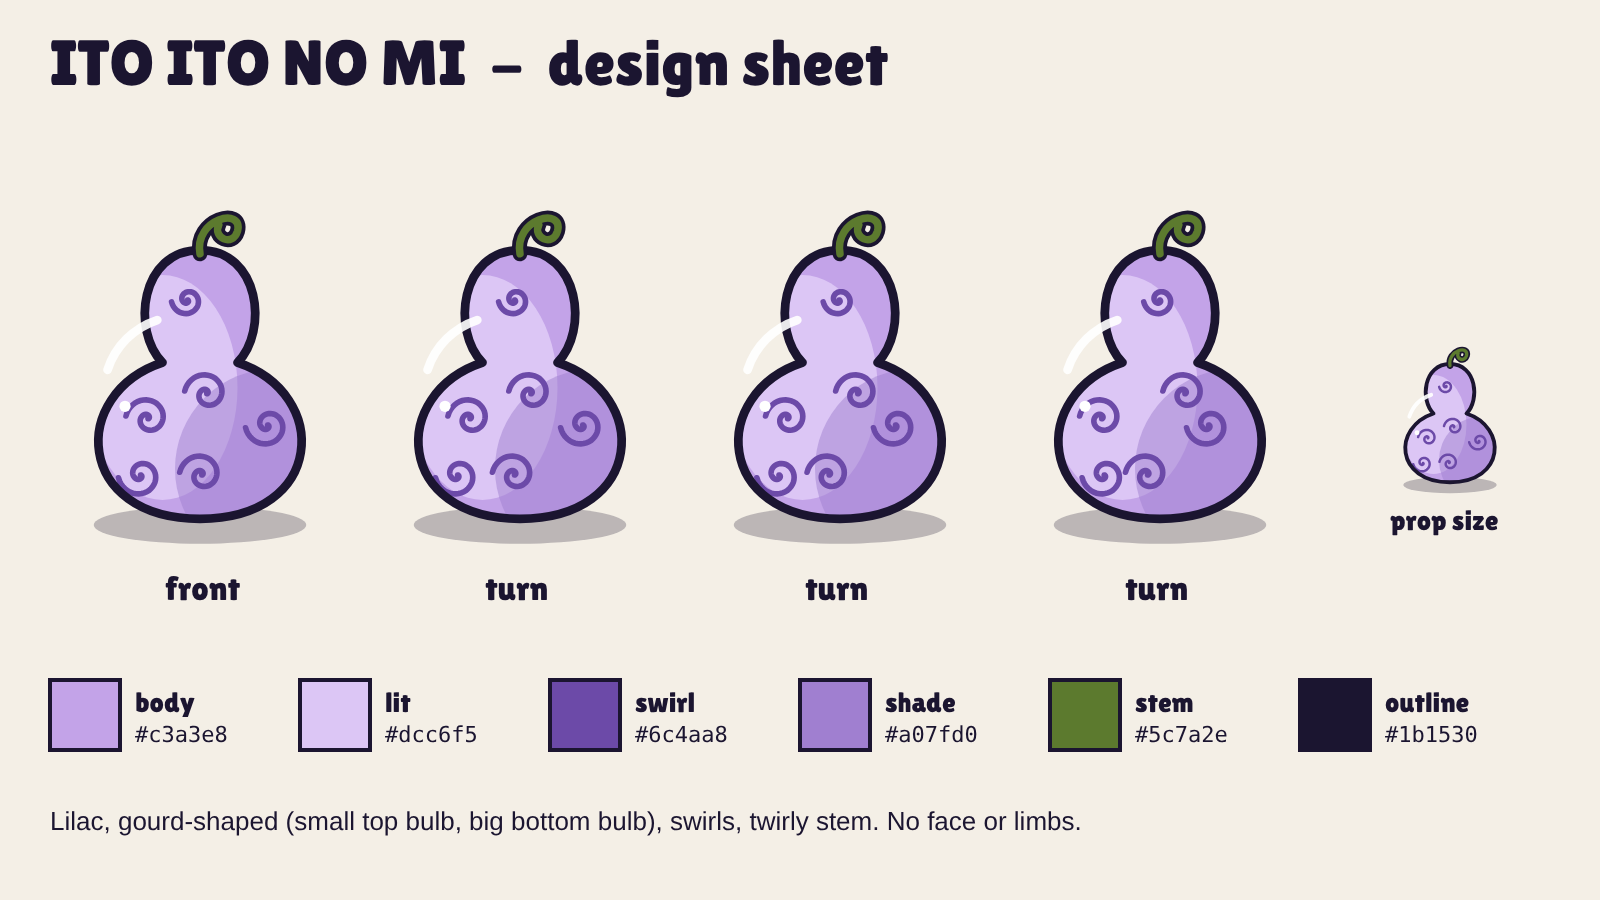 ITO ITO NO MI – design sheet
prop size
front turn turn turn
body lit swirl shade stem outline
#c3a3e8 #dcc6f5 #6c4aa8 #a07fd0 #5c7a2e #1b1530
Lilac, gourd-shaped (small top bulb, big bottom bulb), swirls, twirly stem. No face or limbs.